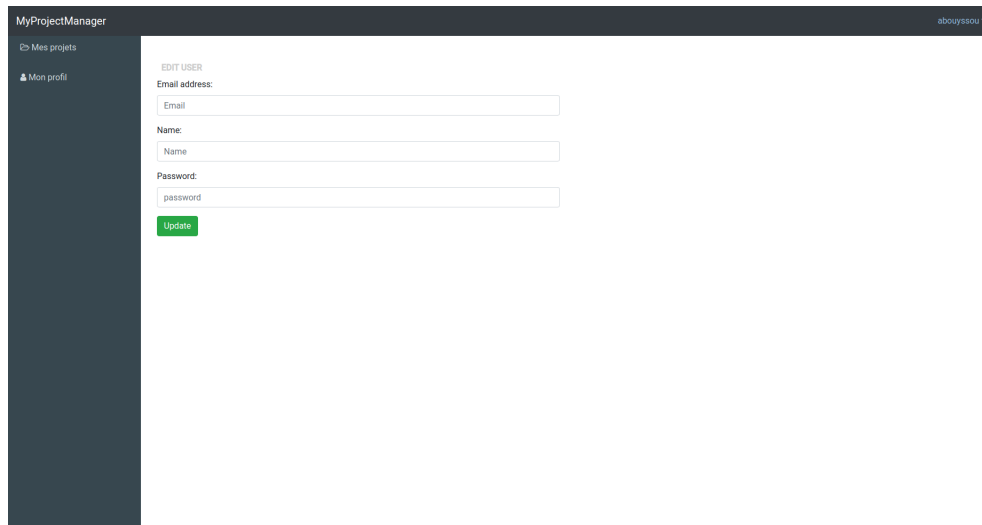 MyProjectManager
abouyssou
Mes projets
Mon profil
EDIT USER
Email address:
Email
Name:
Name
Password:
password
Update